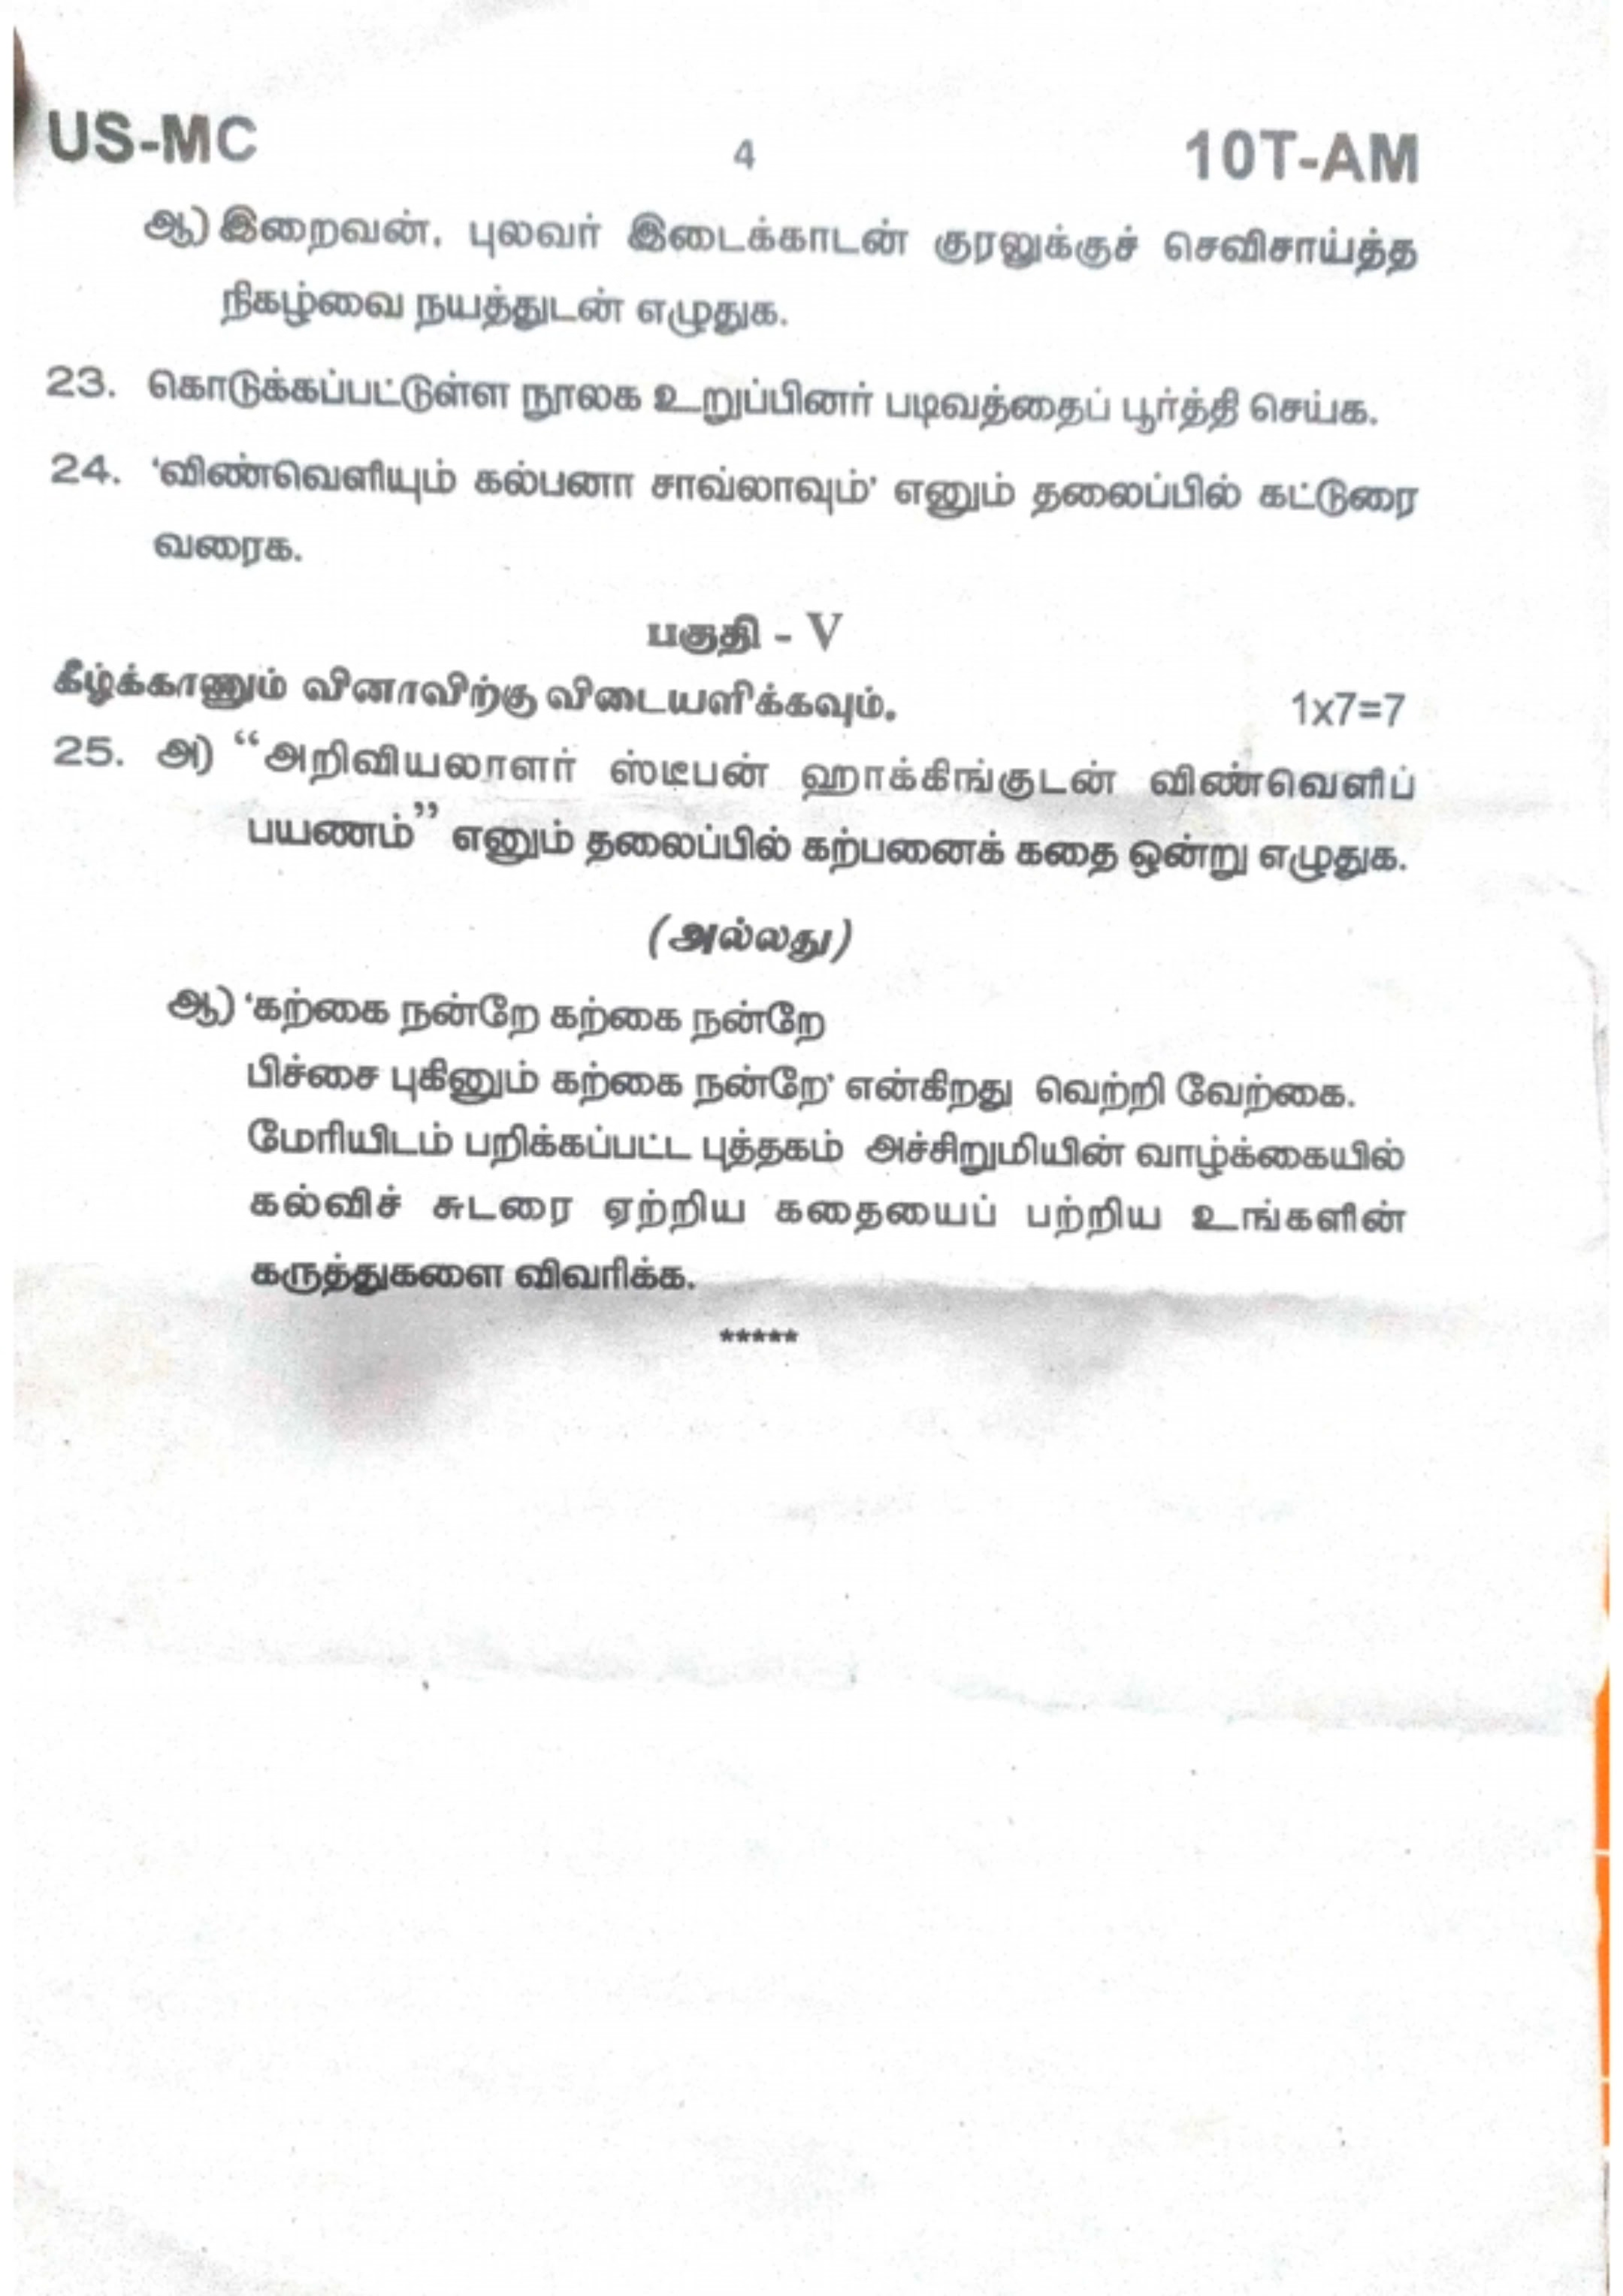 US-MC 4 10T-AM
ஆ) இறைவன், புலவர் இடைக்காடன் குரலுக்குச் செவிசாய்த்த
நிகழ்வை நயத்துடன் எழுதுக.
23. கொடுக்கப்பட்டுள்ள நூலக உறுப்பினர் படிவத்தைப் பூர்த்தி செய்க.
24. 'விண்வெளியும் கல்பனா சாவ்லாவும்' எனும் தலைப்பில் கட்டுரை
வரைக.
பகுதி - V
கீழ்க்காணும் வினாவிற்கு விடையளிக்கவும். 1x7=7
25. அ) “அறிவியலாளர் ஸ்டீபன் ஹாக்கிங்குடன் விண்வெளிப்
பயணம்” எனும் தலைப்பில் கற்பனைக் கதை ஒன்று எழுதுக.
(அல்லது)
ஆ) 'கற்கை நன்றே கற்கை நன்றே
பிச்சை புகினும் கற்கை நன்றே' என்கிறது வெற்றி வேற்கை.
மேரியிடம் பறிக்கப்பட்ட புத்தகம் அச்சிறுமியின் வாழ்க்கையில்
கல்விச் சுடரை ஏற்றிய கதையைப் பற்றிய உங்களின்
கருத்துகளை விவரிக்க.
*****